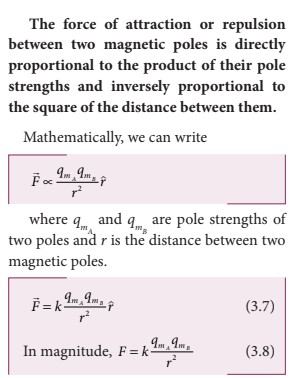 The force of attraction or repulsion
between two magnetic poles is directly
proportional to the product of their pole
strengths and inversely proportional to
the square of the distance between them.
Mathematically, we can write
$\vec{F} \propto \frac{q_{m_A} q_{m_B}}{r^2} \hat{r}$
where $q_{m_A}$ and $q_{m_B}$ are pole strengths of
two poles and r is the distance between two
magnetic poles.
$\vec{F} = k \frac{q_{m_A} q_{m_B}}{r^2} \hat{r}$ (3.7)
In magnitude, $F = k \frac{q_{m_A} q_{m_B}}{r^2}$ (3.8)